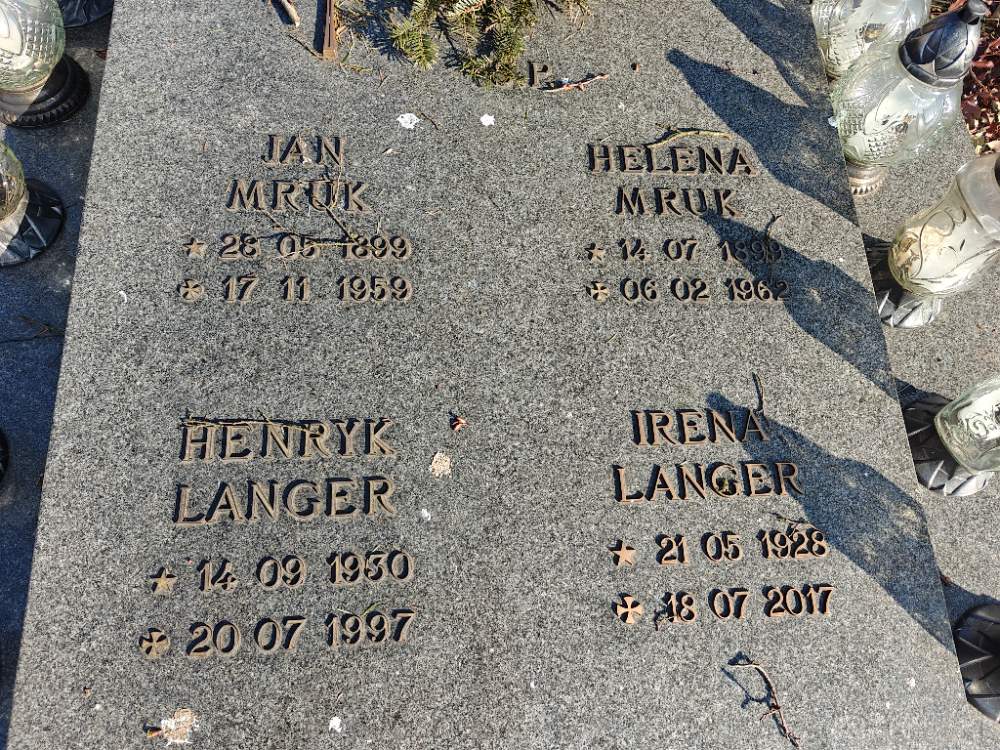 P
JAN
MRUK
28 05 1899
17 11 1959
HELENA
MRUK
14 07 1899
06 02 1962
HENRYK
LANGER
14 09 1930
20 07 1997
IRENA
LANGER
21 05 1928
18 07 2017